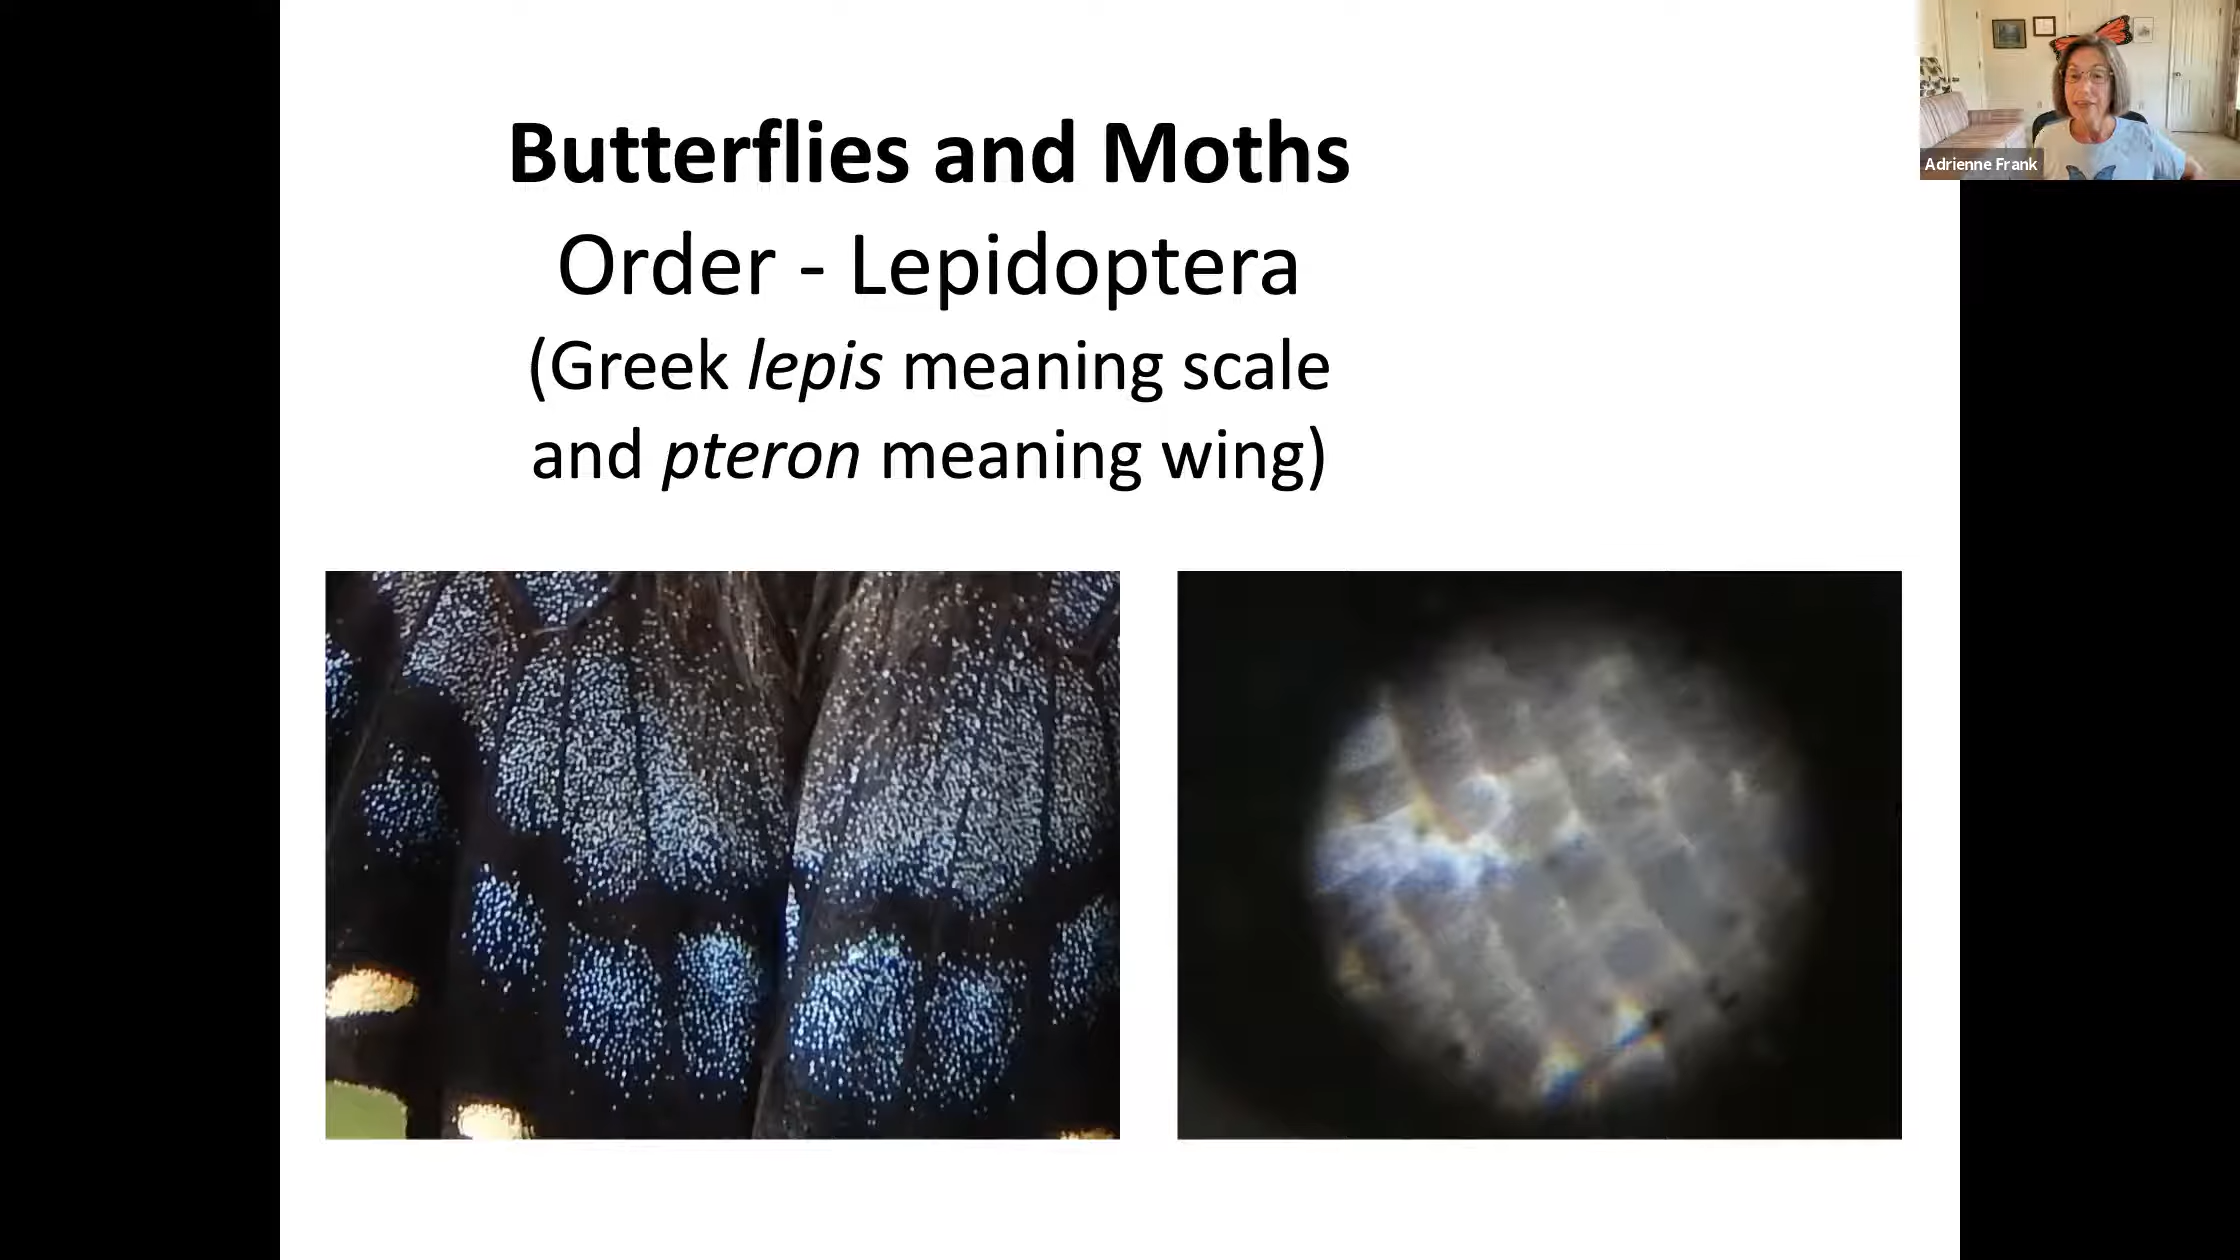 Butterflies and Moths
Order - Lepidoptera
(Greek lepis meaning scale
and pteron meaning wing)
Adrienne Frank